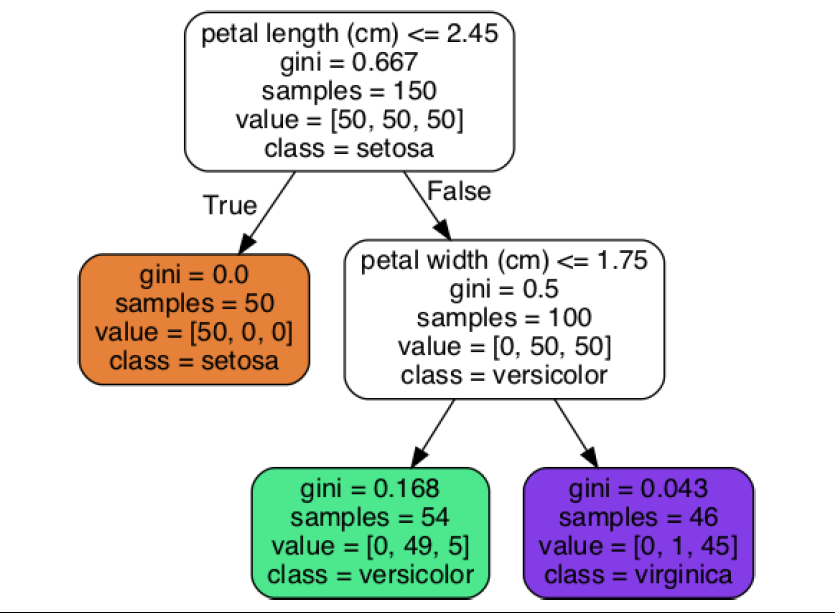 petal length (cm) <= 2.45
gini = 0.667
samples = 150
value = [50, 50, 50]
class = setosa
True
False
gini = 0.0
samples = 50
value = [50, 0, 0]
class = setosa
petal width (cm) <= 1.75
gini = 0.5
samples = 100
value = [0, 50, 50]
class = versicolor
gini = 0.168
samples = 54
value = [0, 49, 5]
class = versicolor
gini = 0.043
samples = 46
value = [0, 1, 45]
class = virginica